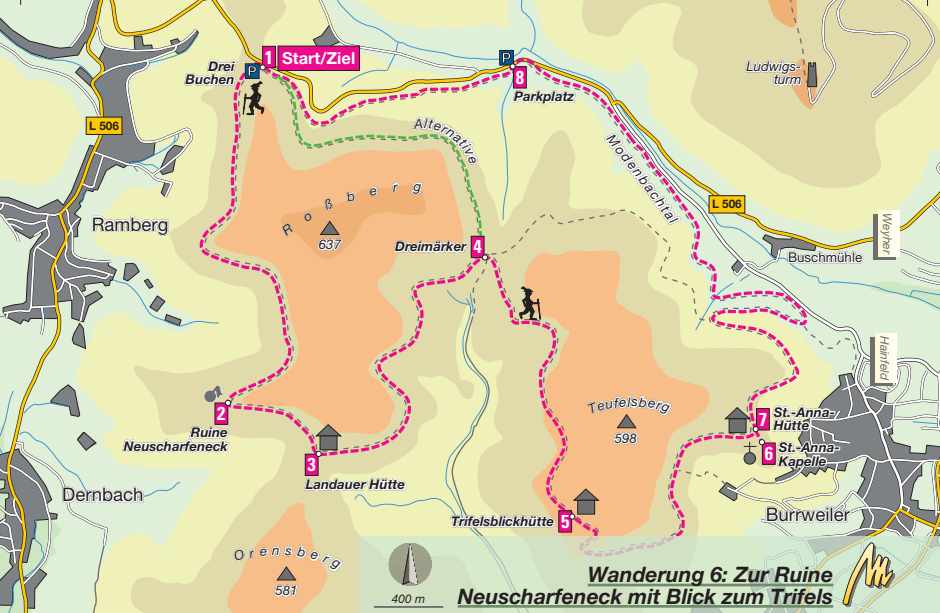 1 Start/Ziel
Drei
Buchen
P
P
8
Parkplatz
Ludwigs-
turm
L 506
Alternative
Modenbachtal
Ramberg
Roßberg
637
Dreimärker 4
L 506
Weyher
Buschmühle
Hainfeld
2
Ruine
Neuscharfeneck
3
Landauer Hütte
Teufelsberg
598
7 St.-Anna-
Hütte
6 St.-Anna-
Kapelle
Dernbach
Trifelsblickhütte 5
Burrweiler
Orensberg
581
400 m
Wanderung 6: Zur Ruine
Neuscharfeneck mit Blick zum Trifels